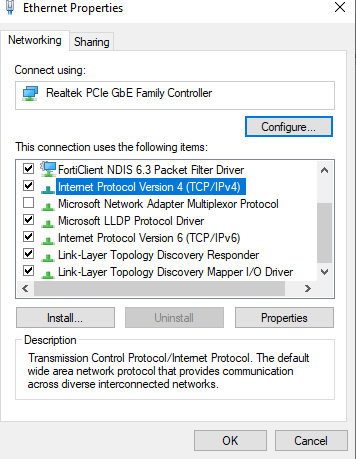 Ethernet Properties
Networking
Sharing
Connect using:
Realtek PCIe GbE Family Controller
Configure...
This connection uses the following items:
FortiClient NDIS 6.3 Packet Filter Driver
Internet Protocol Version 4 (TCP/IPv4)
Microsoft Network Adapter Multiplexor Protocol
Microsoft LLDP Protocol Driver
Internet Protocol Version 6 (TCP/IPv6)
Link-Layer Topology Discovery Responder
Link-Layer Topology Discovery Mapper I/O Driver
Install...
Uninstall
Properties
Description
Transmission Control Protocol/Internet Protocol. The default
wide area network protocol that provides communication
across diverse interconnected networks.
OK
Cancel